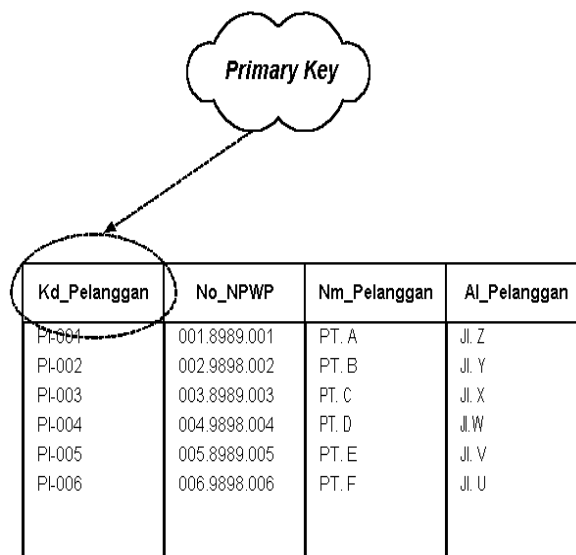 Primary Key
Kd_Pelanggan No_NPWP Nm_Pelanggan Al_Pelanggan
Pl-001 001.8989.001 PT. A Jl. Z
Pl-002 002.9898.002 PT. B Jl. Y
Pl-003 003.8989.003 PT. C Jl. X
Pl-004 004.9898.004 PT. D Jl.W
Pl-005 005.8989.005 PT. E Jl. V
Pl-006 006.9898.006 PT. F Jl. U